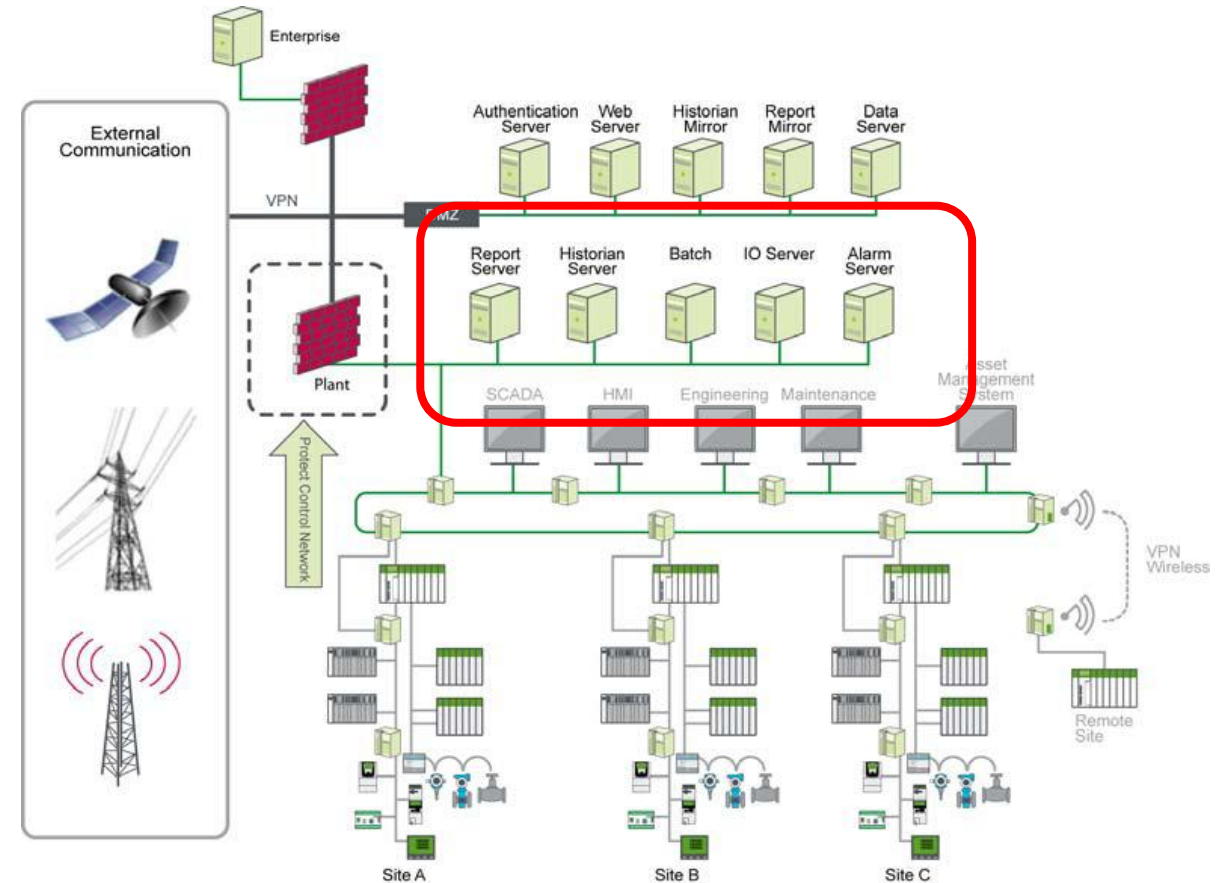 Enterprise
External
Communication
Authentication
Server
Web
Server
Historian
Mirror
Report
Mirror
Data
Server
VPN
DMZ
Report
Server
Historian
Server
Batch
IO Server
Alarm
Server
Plant
SCADA
HMI
Engineering
Maintenance
Asset
Management
System
Protect Control Network
VPN
Wireless
Remote
Site
Site A
Site B
Site C